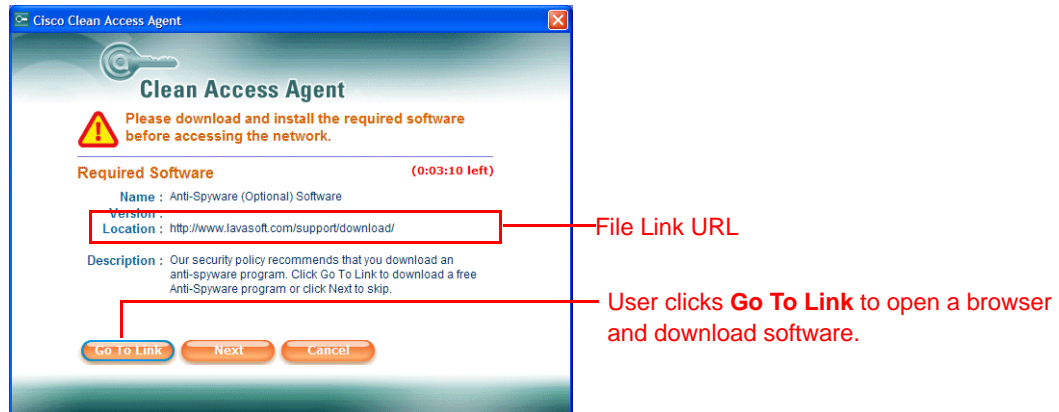 Cisco Clean Access Agent
Clean Access Agent
Please download and install the required software
before accessing the network.
Required Software (0:03:10 left)
Name : Anti-Spyware (Optional) Software
Version :
Location : http://www.lavasoft.com/support/download/
File Link URL
Description : Our security policy recommends that you download an
anti-spyware program. Click Go To Link to download a free
Anti-Spyware program or click Next to skip.
User clicks Go To Link to open a browser
and download software.
Go To Link Next Cancel